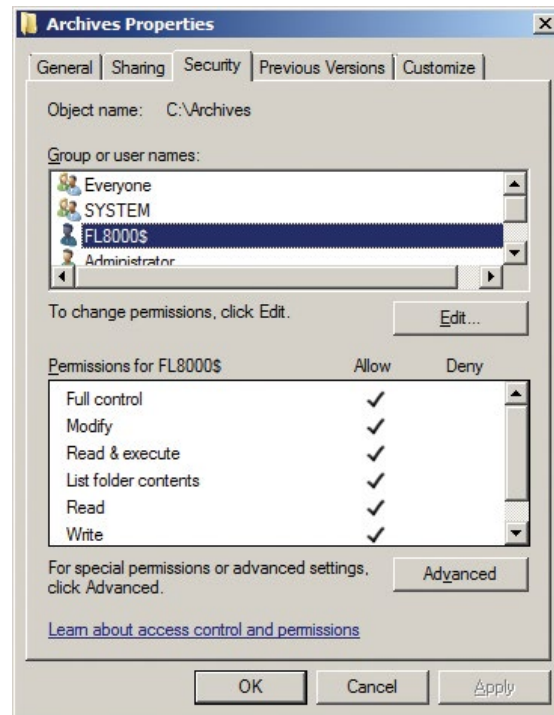 Archives Properties
General Sharing Security Previous Versions Customize
Object name: C:\Archives
Group or user names:
Everyone
SYSTEM
FL8000$
Administrator
To change permissions, click Edit.
Edit...
Permissions for FL8000$ Allow Deny
Full control
Modify
Read & execute
List folder contents
Read
Write
For special permissions or advanced settings,
click Advanced.
Advanced
Learn about access control and permissions
OK Cancel Apply